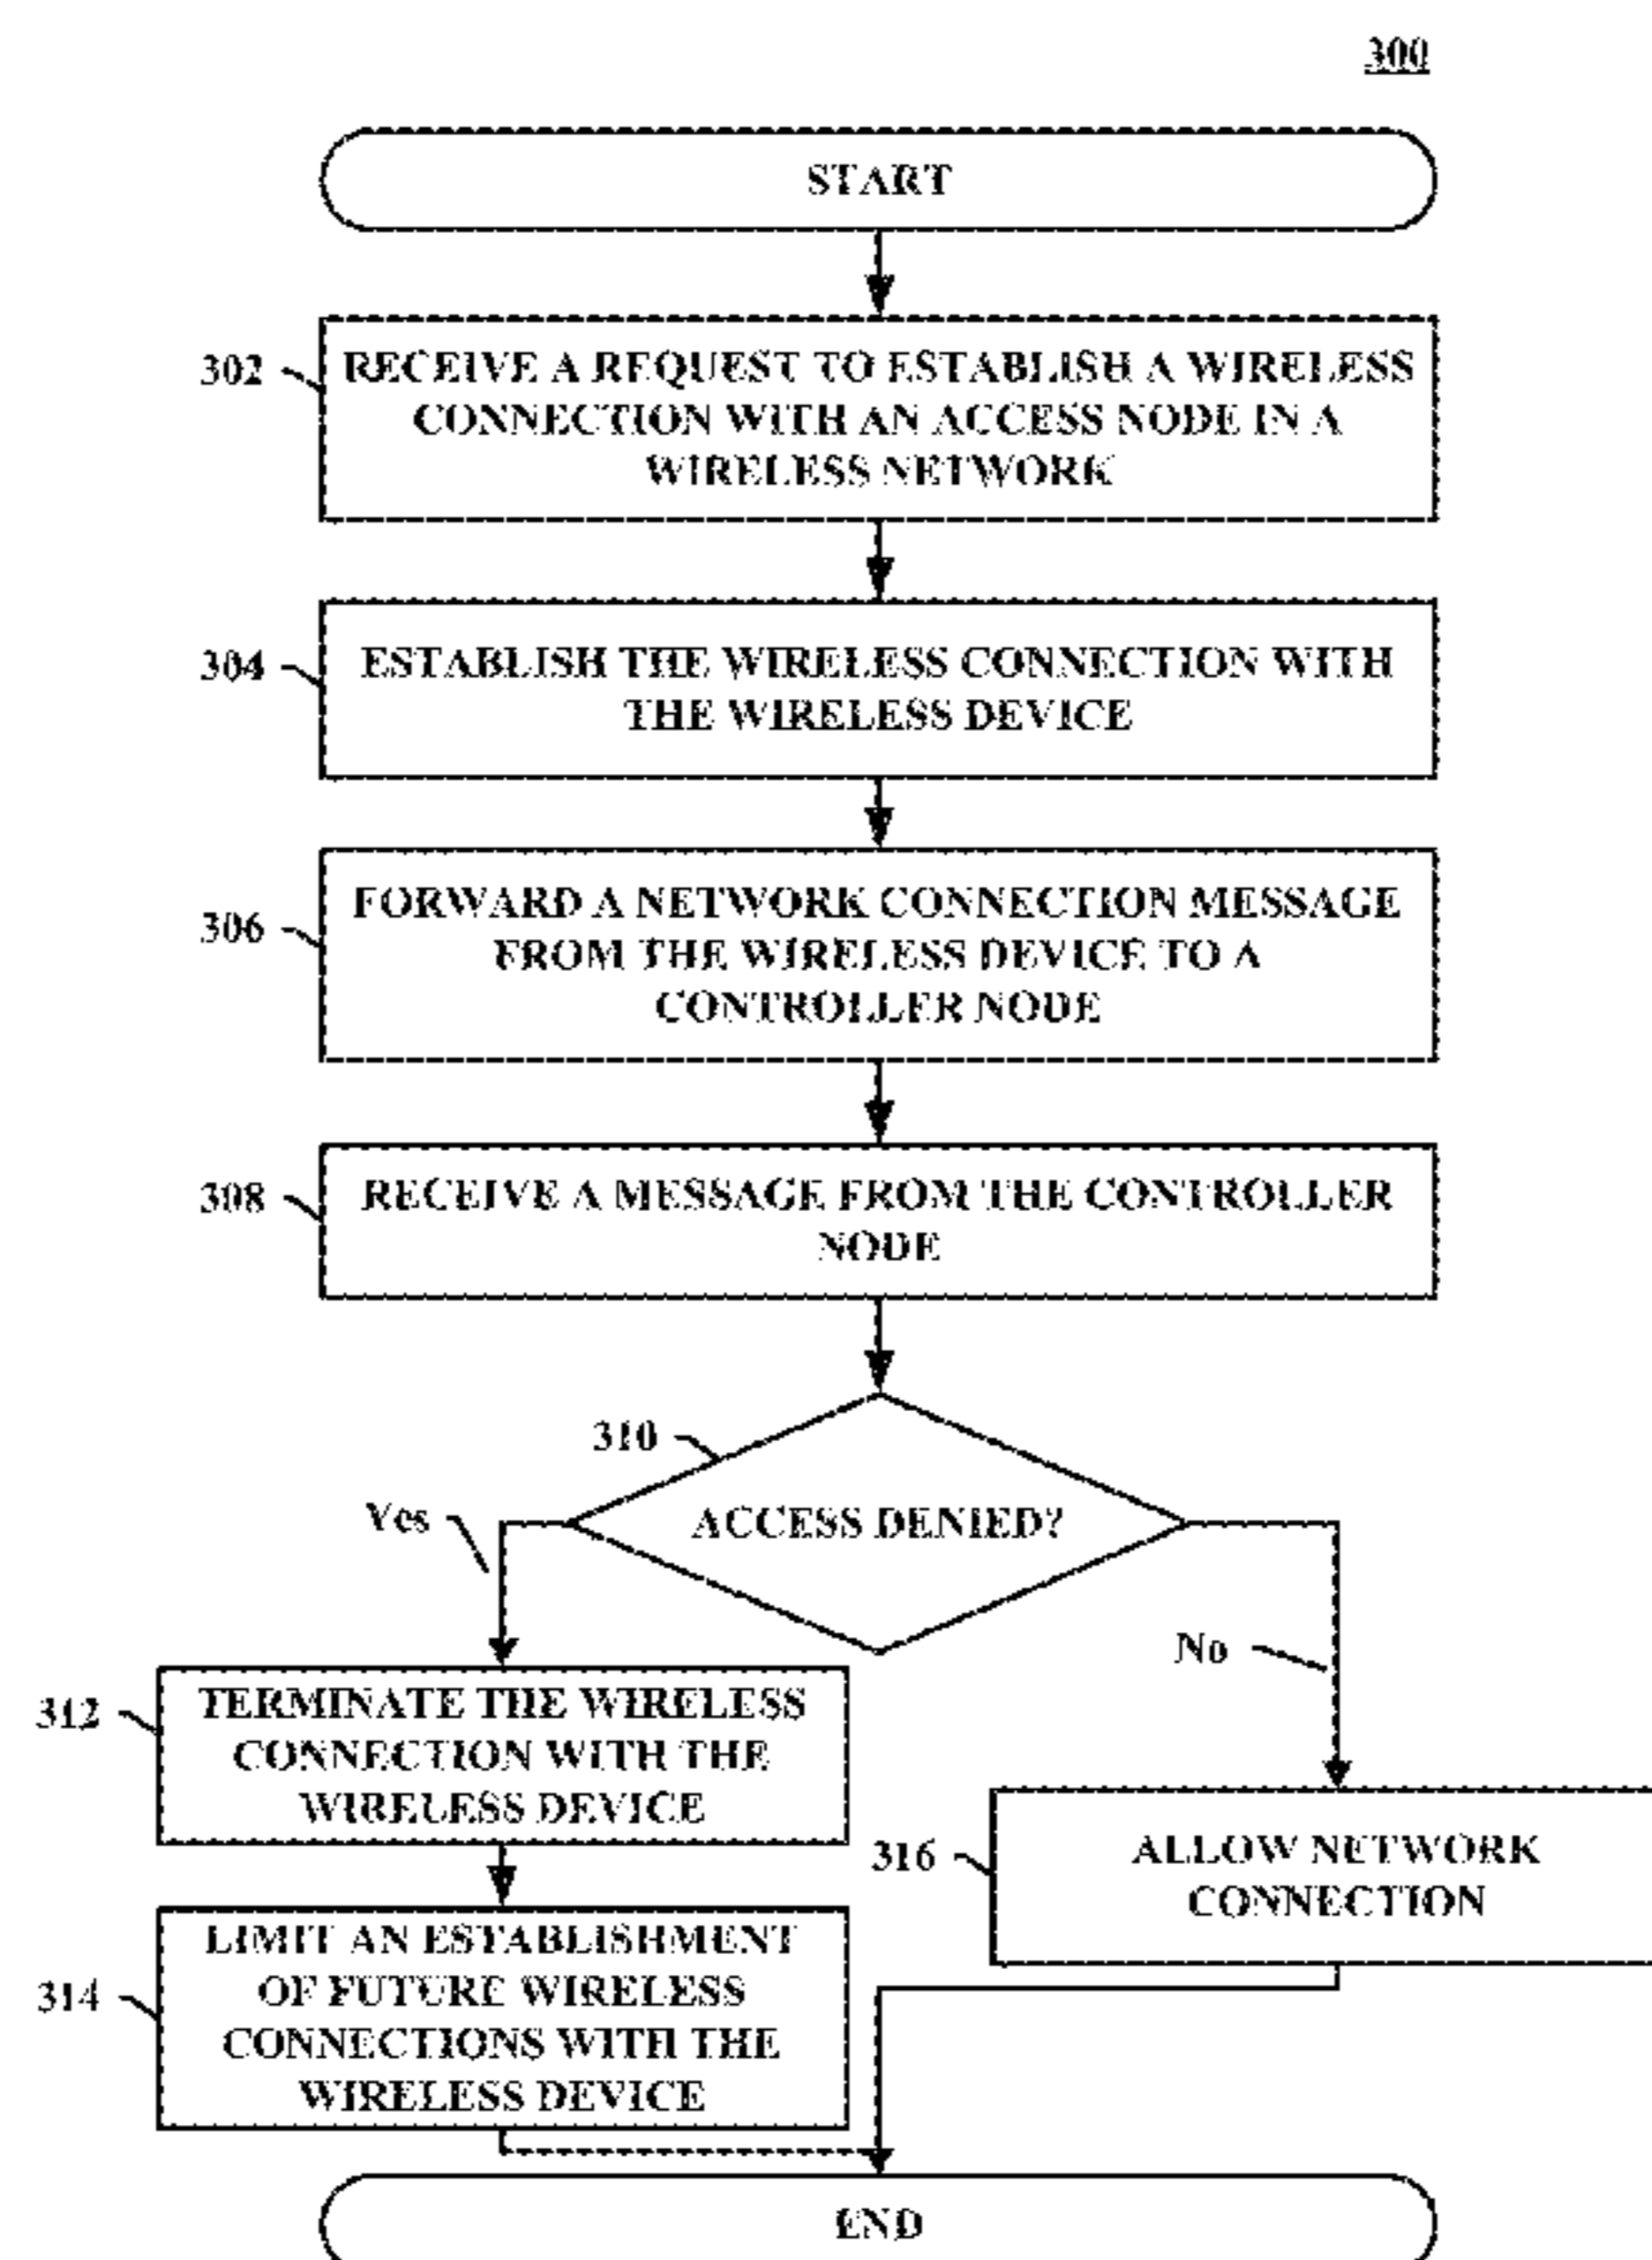 300
START
302
RECEIVE A REQUEST TO ESTABLISH A WIRELESS
CONNECTION WITH AN ACCESS NODE IN A
WIRELESS NETWORK
304
ESTABLISH THE WIRELESS CONNECTION WITH
THE WIRELESS DEVICE
306
FORWARD A NETWORK CONNECTION MESSAGE
FROM THE WIRELESS DEVICE TO A
CONTROLLER NODE
308
RECEIVE A MESSAGE FROM THE CONTROLLER
NODE
310
ACCESS DENIED?
Yes
No
312
TERMINATE THE WIRELESS
CONNECTION WITH THE
WIRELESS DEVICE
316
ALLOW NETWORK
CONNECTION
314
LIMIT AN ESTABLISHMENT
OF FUTURE WIRELESS
CONNECTIONS WITH THE
WIRELESS DEVICE
END